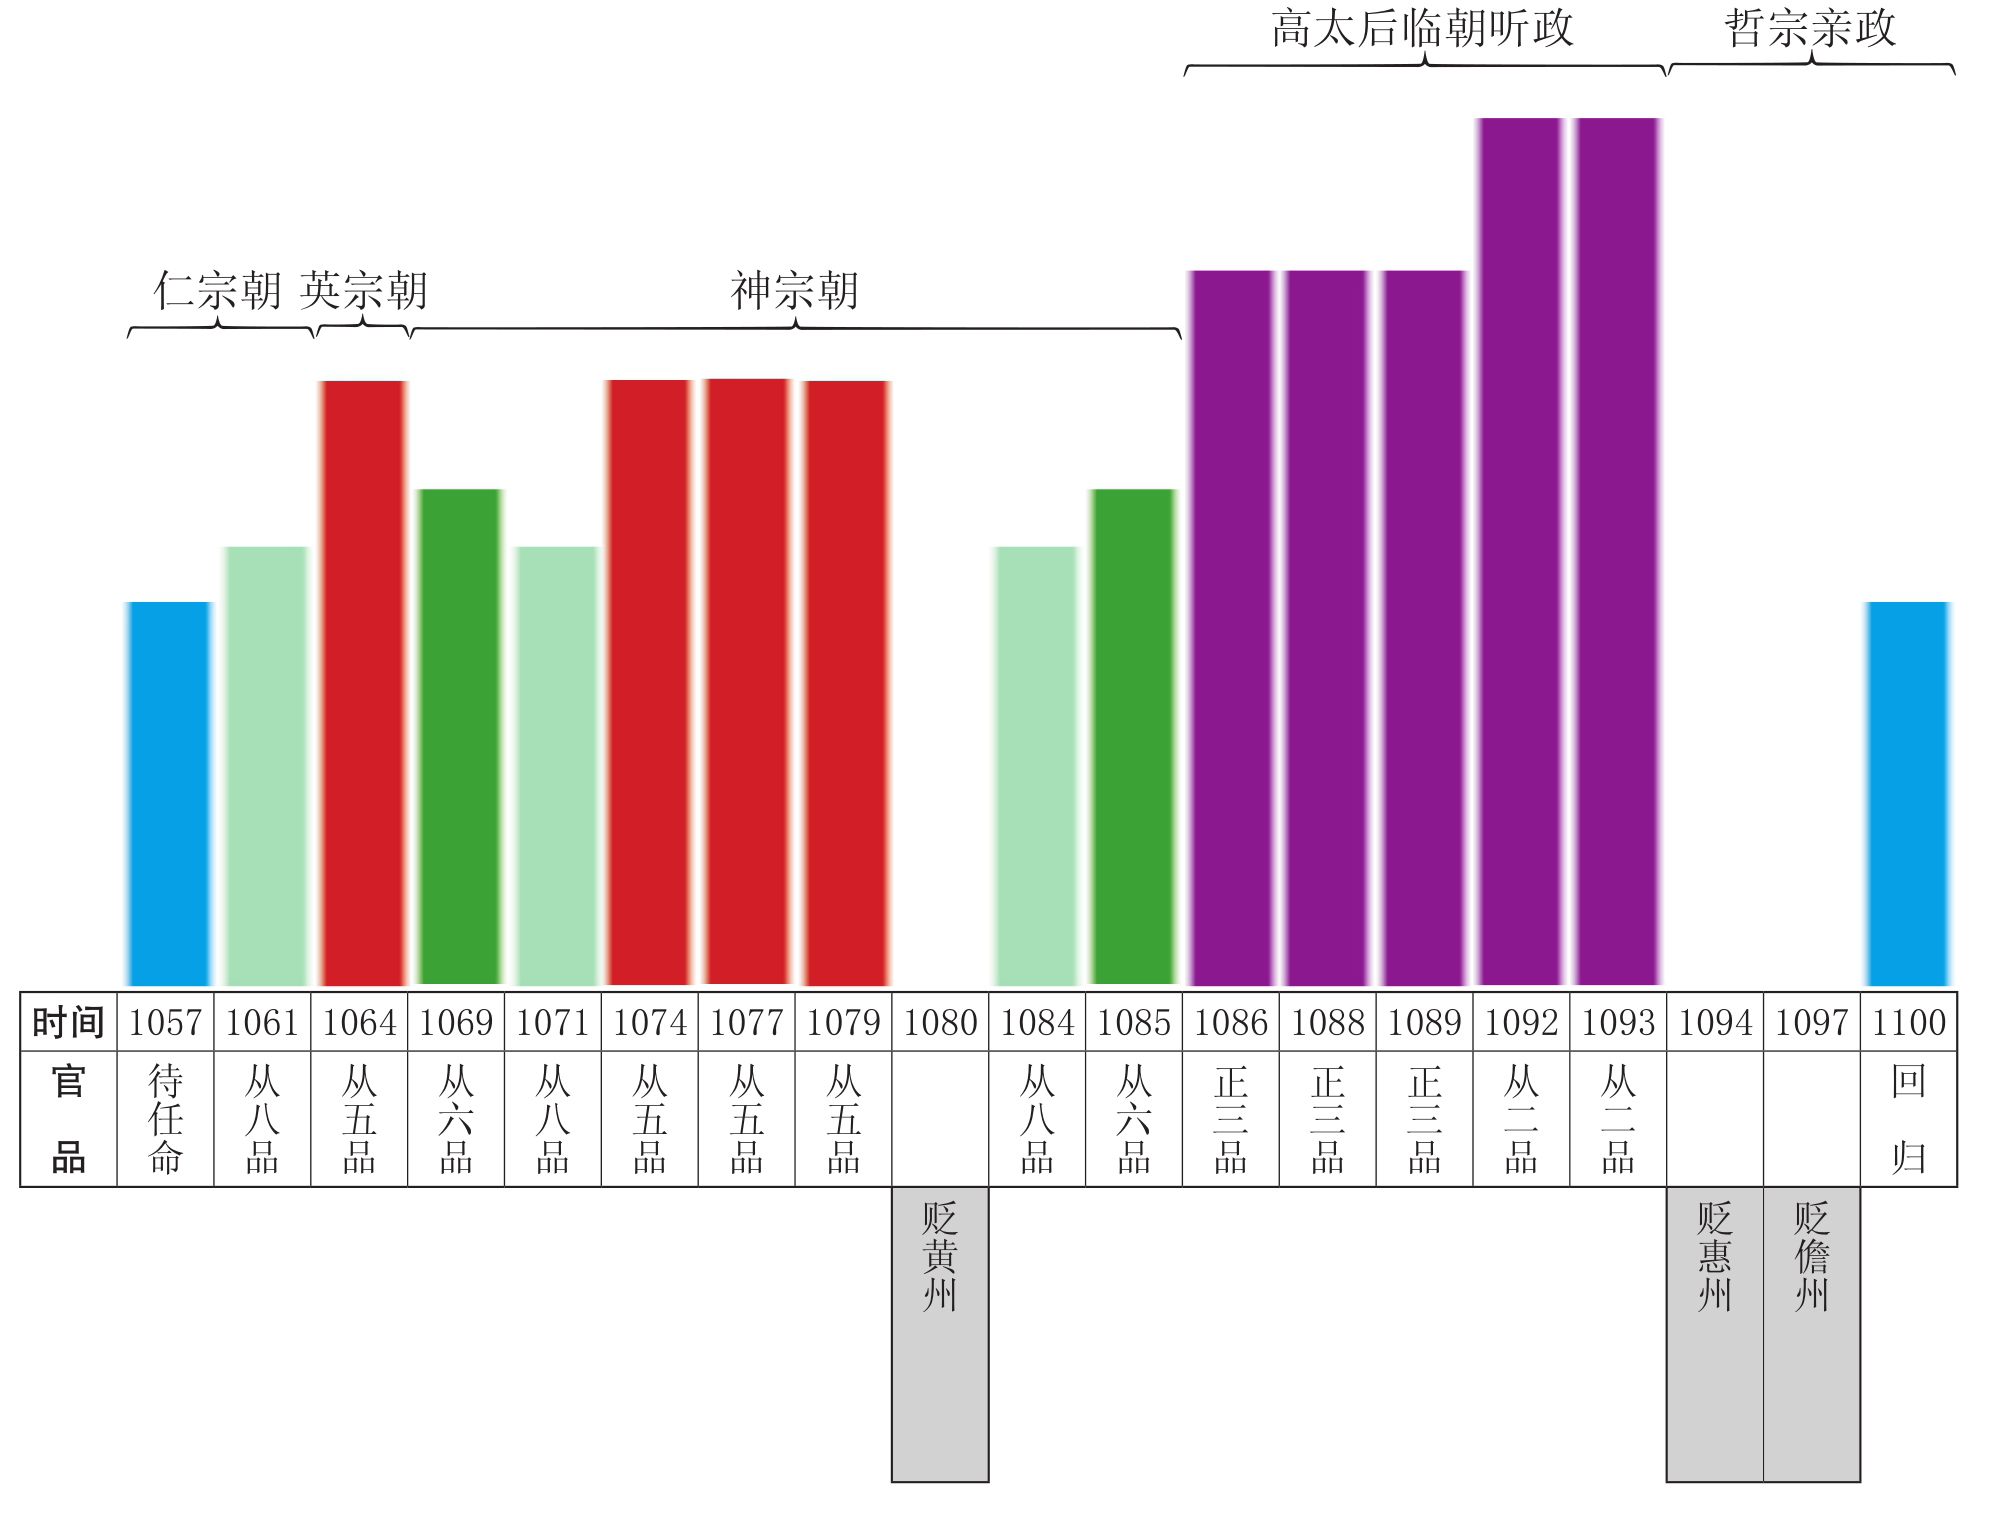 高太后临朝听政 哲宗亲政
仁宗朝 英宗朝 神宗朝
时间 1057 1061 1064 1069 1071 1074 1077 1079 1080 1084 1085 1086 1088 1089 1092 1093 1094 1097 1100
官品 待任命 从八品 从五品 从六品 从八品 从五品 从五品 从五品 从八品 从六品 正三品 正三品 正三品 从二品 从二品 回归
贬黄州 贬惠州 贬儋州